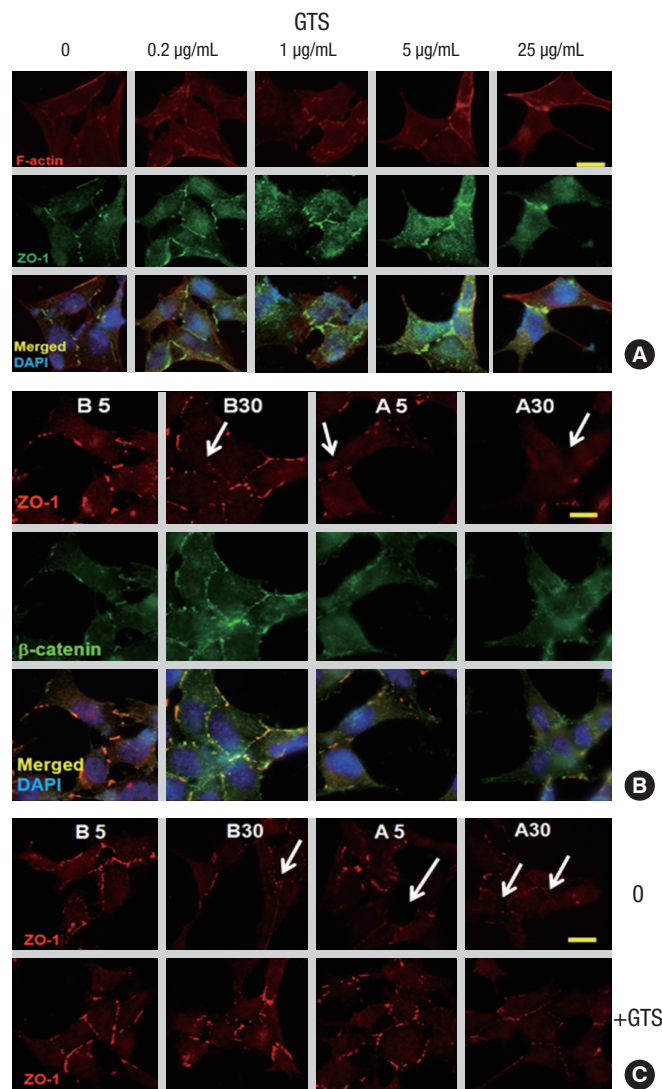 GTS
0 0.2 µg/mL 1 µg/mL 5 µg/mL 25 µg/mL
F-actin
ZO-1
Merged
DAPI
A
B 5 B30 A 5 A30
ZO-1
β-catenin
Merged
DAPI
B
B 5 B30 A 5 A30
0
ZO-1
+GTS
ZO-1
C